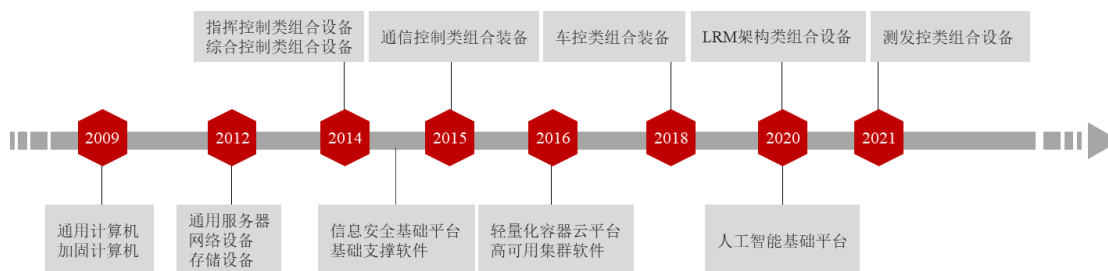 指挥控制类组合设备
综合控制类组合设备
通信控制类组合装备
车控类组合装备
LRM架构类组合设备
测发控类组合设备
2009
2012
2014
2015
2016
2018
2020
2021
通用计算机
加固计算机
通用服务器
网络设备
存储设备
信息安全基础平台
基础支撑软件
轻量化容器云平台
高可用集群软件
人工智能基础平台